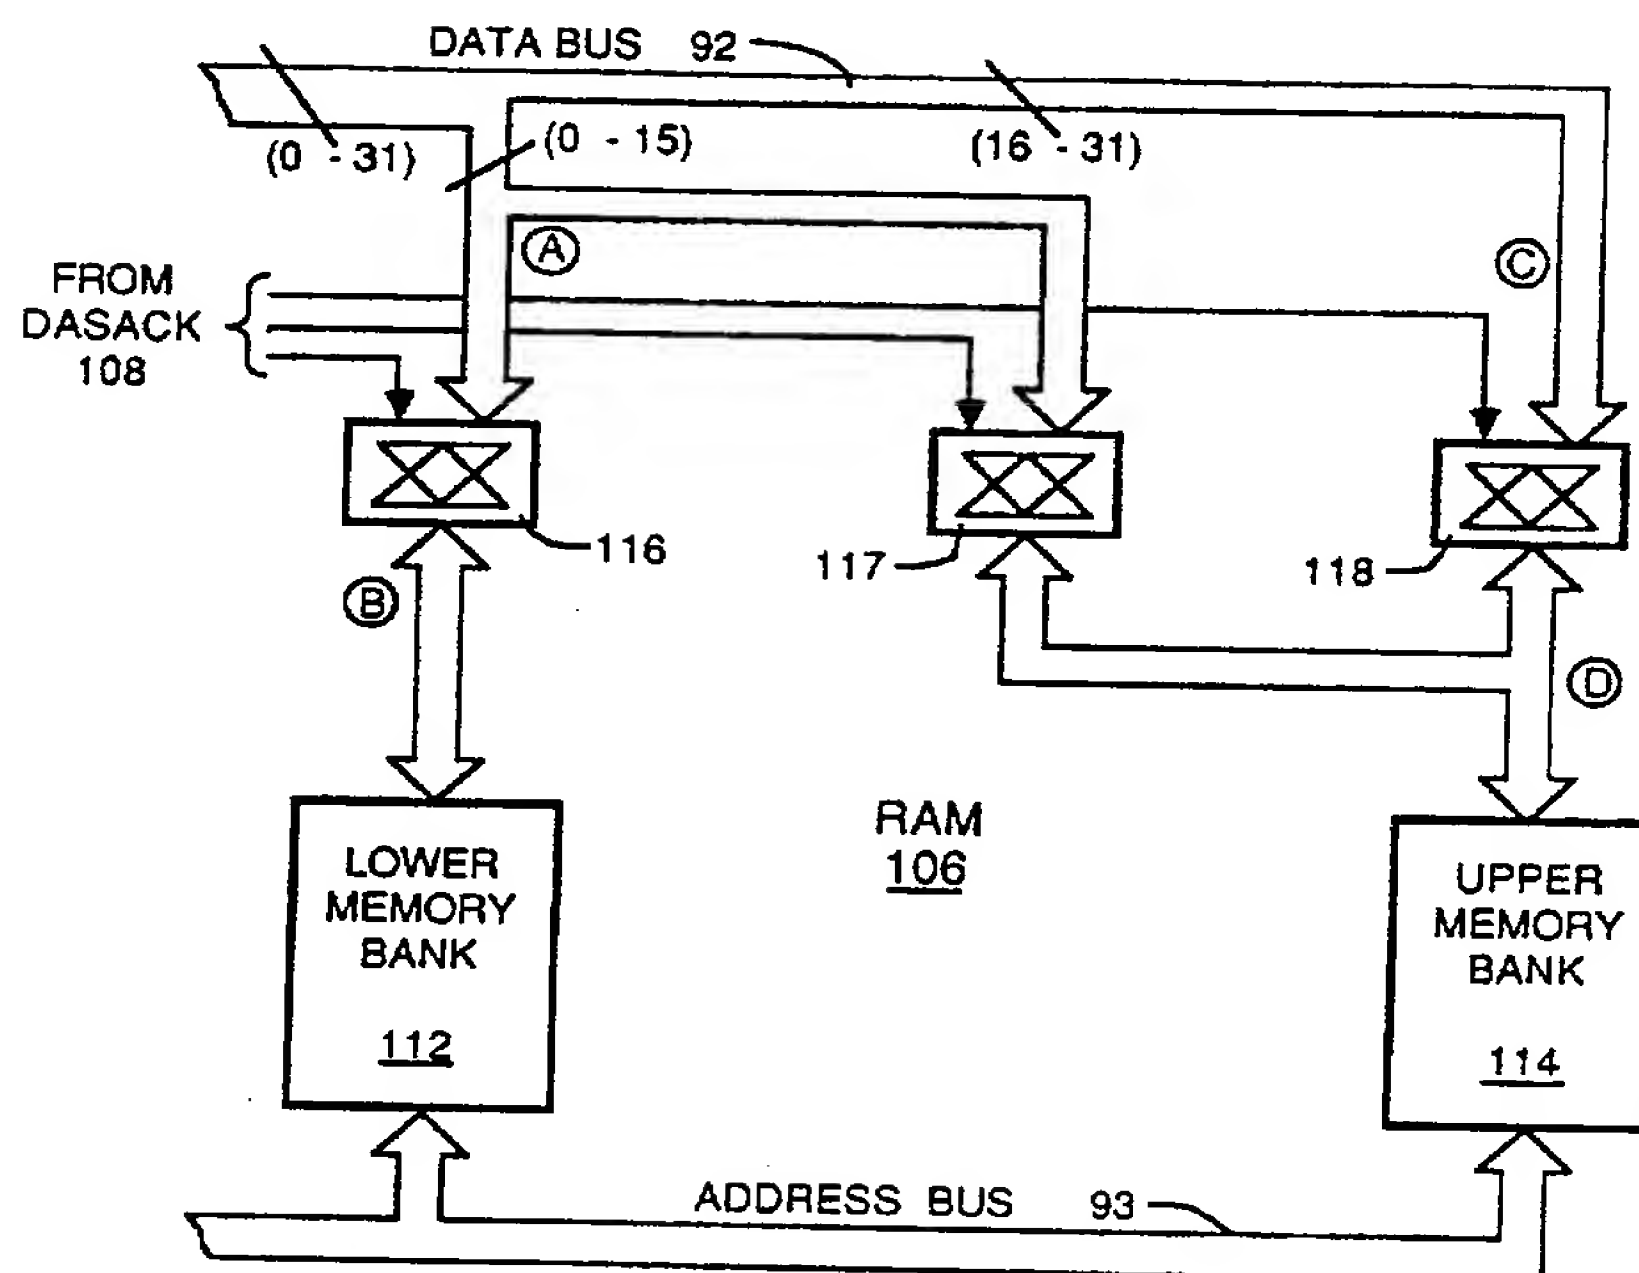 DATA BUS 92
(0 - 31)
(0 - 15)
(16 - 31)
A
C
FROM
DASACK
108
116
117
118
B
D
RAM
106
LOWER
MEMORY
BANK
112
UPPER
MEMORY
BANK
114
ADDRESS BUS 93